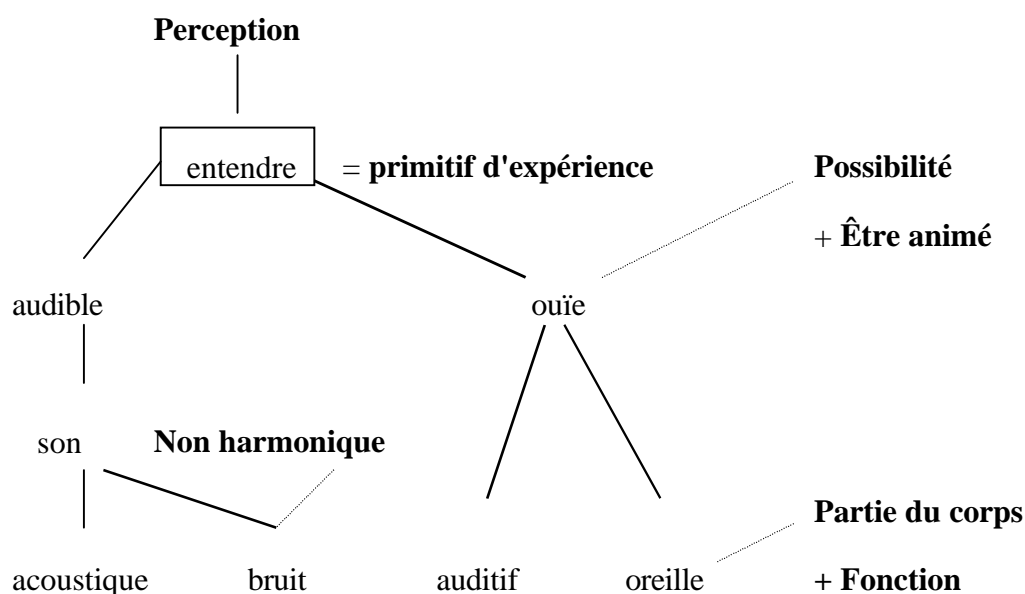 Perception
entendre = primitif d'expérience Possibilité
+ Être animé
audible ouïe
son Non harmonique
Partie du corps
acoustique bruit auditif oreille + Fonction